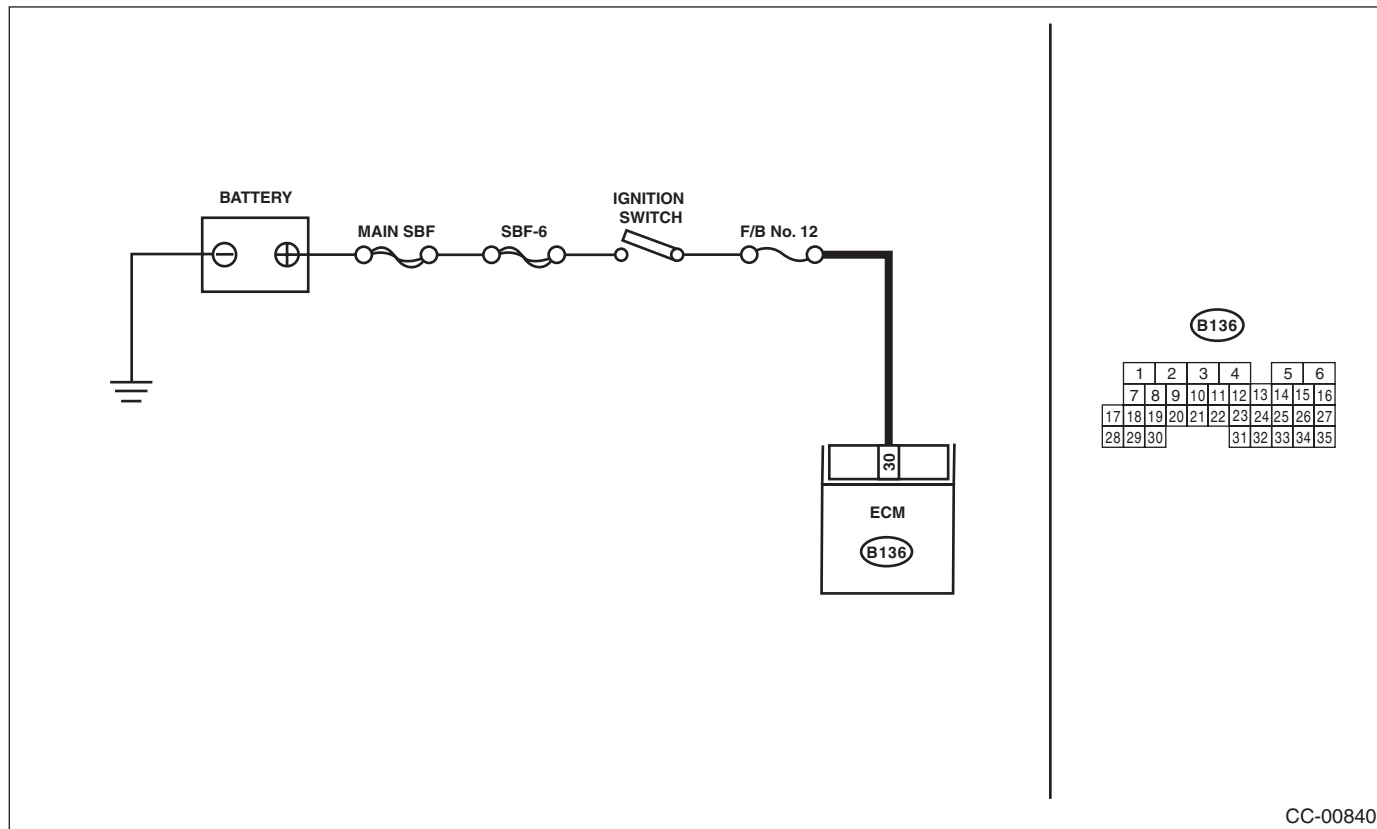 BATTERY
MAIN SBF
SBF-6
IGNITION
SWITCH
F/B No. 12
30
ECM
B136
B136
1 2 3 4 5 6
7 8 9 10 11 12 13 14 15 16
17 18 19 20 21 22 23 24 25 26 27
28 29 30 31 32 33 34 35
CC-00840